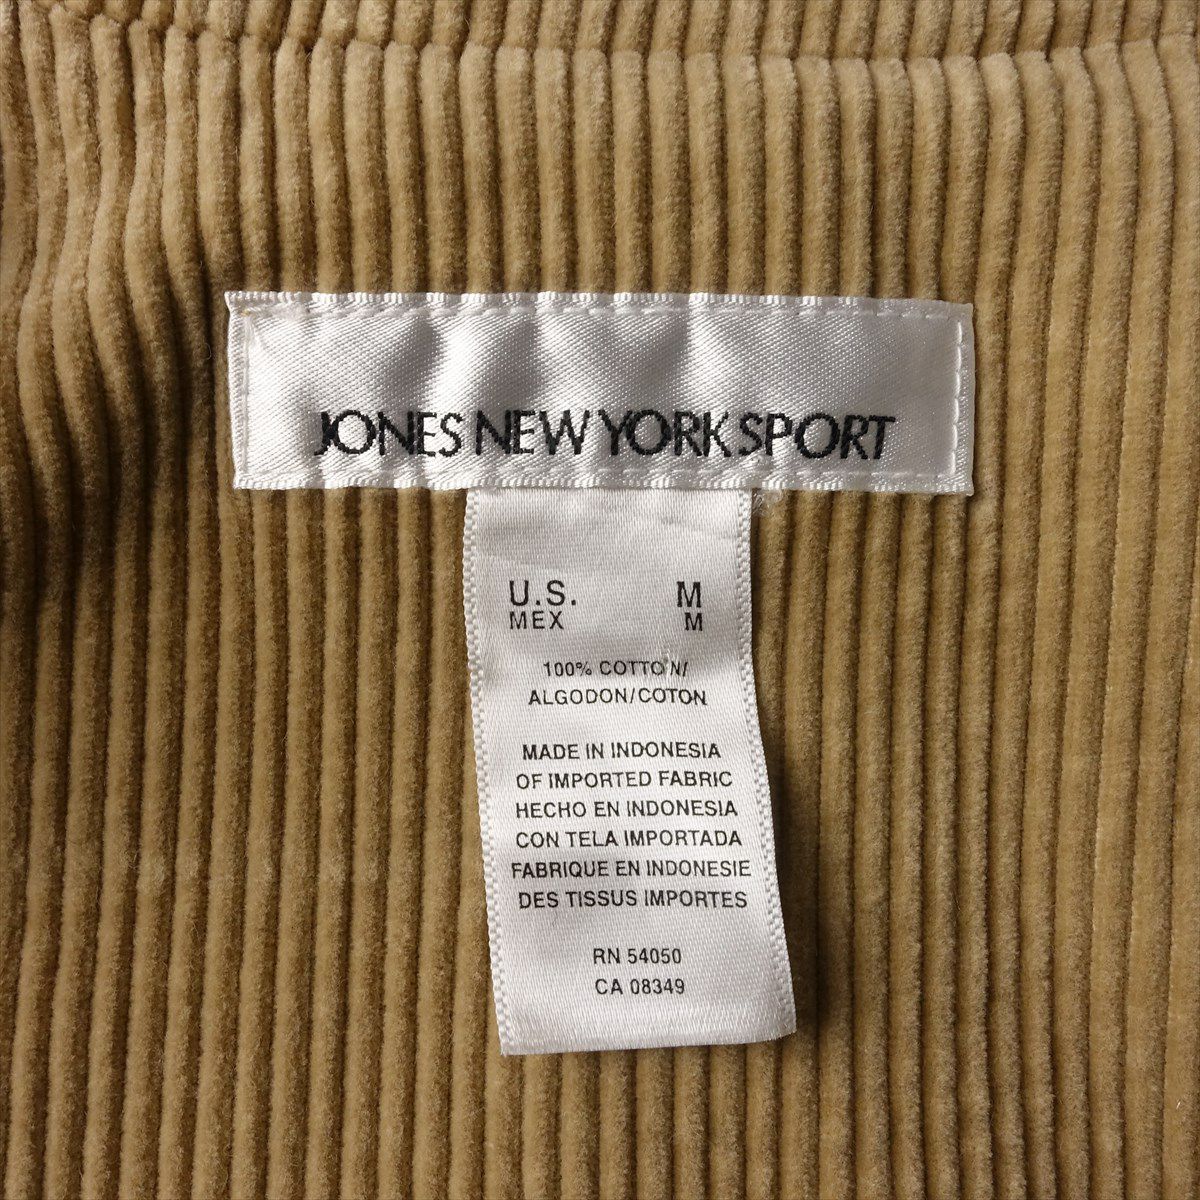 JONES NEW YORK SPORT
U.S. M
MEX M
100% COTTON/
ALGODON/COTON
MADE IN INDONESIA
OF IMPORTED FABRIC
HECHO EN INDONESIA
CON TELA IMPORTADA
FABRIQUE EN INDONESIE
DES TISSUS IMPORTES
RN 54050
CA 08349